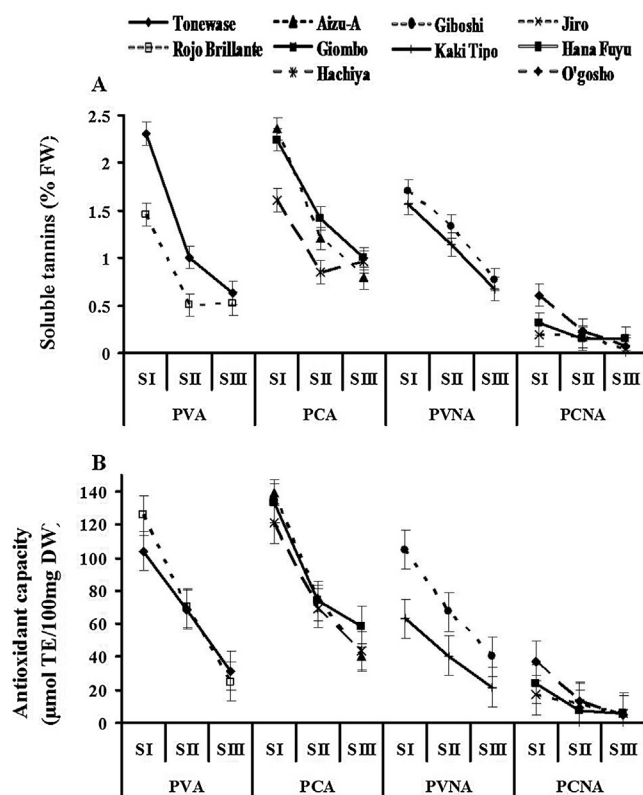 Tonewase Aizu-A Giboshi Jiro
Rojo Brillante Giombo Kaki Tipo Hana Fuyu
Hachiya O'gosho
A
Soluble tannins (% FW)
2.5
2
1.5
1
0.5
0
SI SII SIII SI SII SIII SI SII SIII SI SII SIII
PVA PCA PVNA PCNA
B
Antioxidant capacity
(µmol TE/100mg DW)
140
120
100
80
60
40
20
0
SI SII SIII SI SII SIII SI SII SIII SI SII SIII
PVA PCA PVNA PCNA